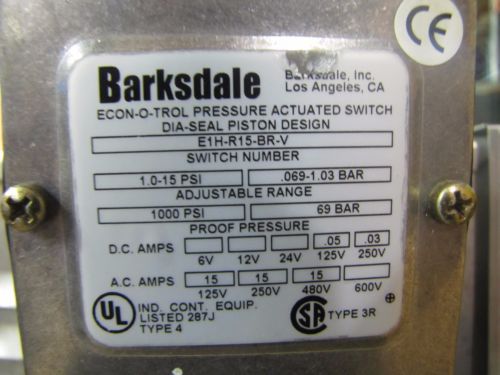 CE
Barksdale
Barksdale, Inc.
Los Angeles, CA
ECON-O-TROL PRESSURE ACTUATED SWITCH
DIA-SEAL PISTON DESIGN
E1H-R15-BR-V
SWITCH NUMBER
1.0-15 PSI .069-1.03 BAR
ADJUSTABLE RANGE
1000 PSI 69 BAR
PROOF PRESSURE
D.C. AMPS .05 .03
6V 12V 24V 125V 250V
A.C. AMPS 15 15 15
125V 250V 480V 600V
UL IND. CONT. EQUIP.
LISTED 287J
TYPE 4
SA TYPE 3R